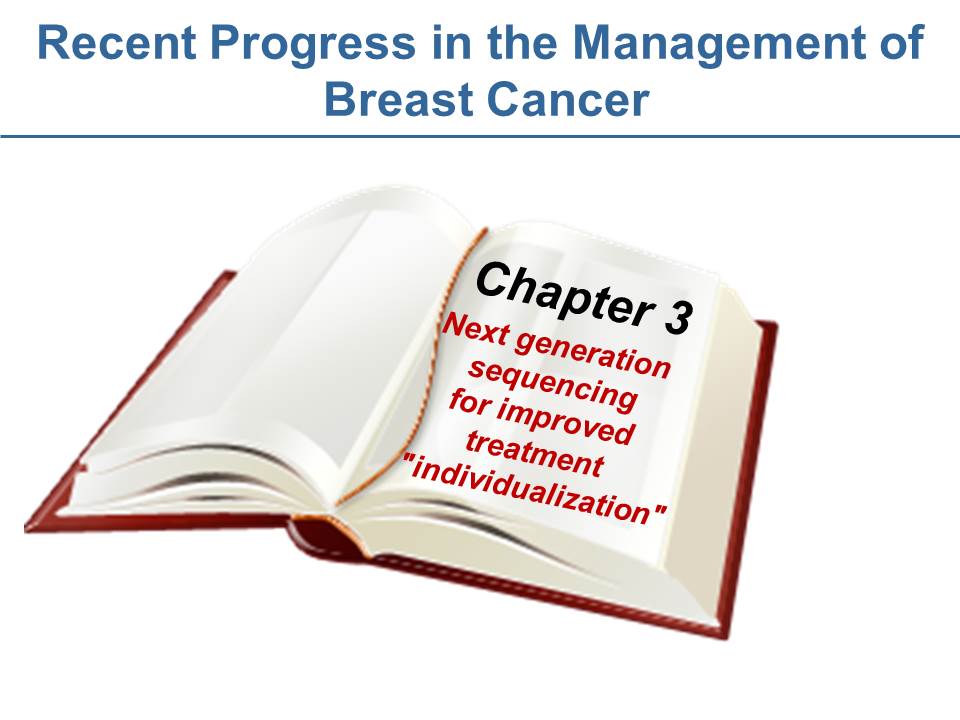 Recent Progress in the Management of
Breast Cancer
Chapter 3
Next generation
sequencing
for improved
treatment
"individualization"